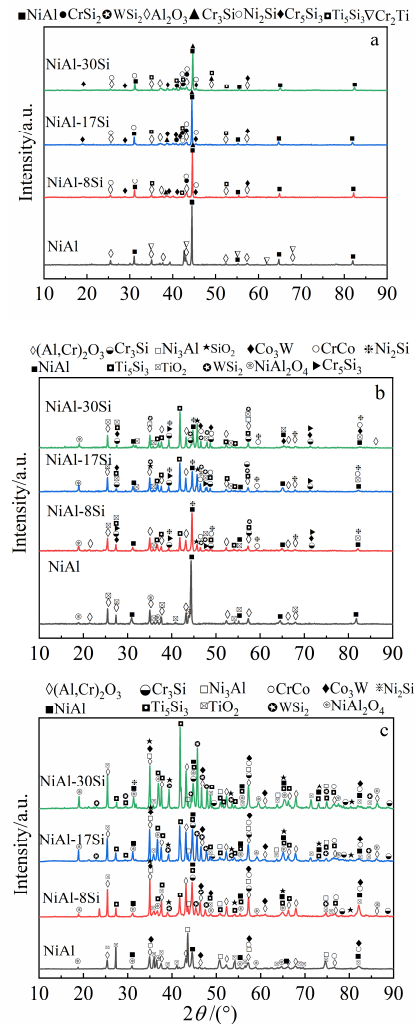 ■NiAl●CrSi₂✪WSi₂◇Al₂O₃▲Cr₃Si○Ni₂Si◆Cr₅Si₃◘Ti₅Si₃▽Cr₂Ti
a
NiAl-30Si
NiAl-17Si
NiAl-8Si
NiAl
Intensity/a.u.
10 20 30 40 50 60 70 80 90
◇(Al,Cr)₂O₃ ◒Cr₃Si □Ni₃Al ★SiO₂ ◆Co₃W ○CrCo ✠Ni₂Si
■NiAl ◘Ti₅Si₃ ⊠TiO₂ ✪WSi₂ ⊛NiAl₂O₄ ▶Cr₅Si₃
b
NiAl-30Si
NiAl-17Si
NiAl-8Si
NiAl
Intensity/a.u.
10 20 30 40 50 60 70 80 90
◇(Al,Cr)₂O₃ ◒Cr₃Si □Ni₃Al ○CrCo ◆Co₃W ✠Ni₂Si
■NiAl ◘Ti₅Si₃ ⊠TiO₂ ✪WSi₂ ⊛NiAl₂O₄
c
NiAl-30Si
NiAl-17Si
NiAl-8Si
NiAl
Intensity/a.u.
10 20 30 40 50 60 70 80 90
2θ/(°)